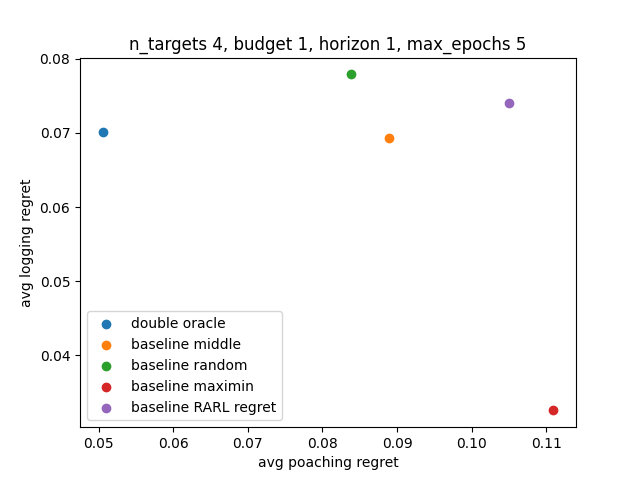 n_targets 4, budget 1, horizon 1, max_epochs 5
avg logging regret
0.08
0.07
0.06
0.05
0.04
double oracle
baseline middle
baseline random
baseline maximin
baseline RARL regret
0.05 0.06 0.07 0.08 0.09 0.10 0.11
avg poaching regret